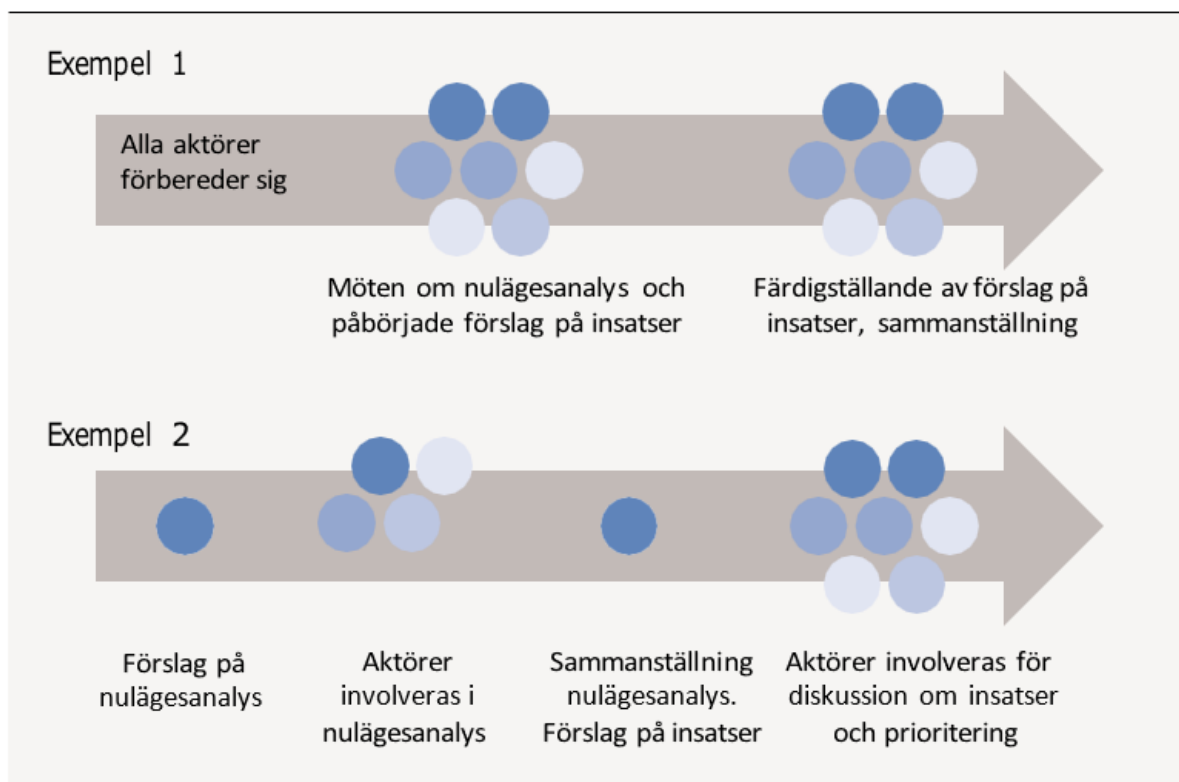 Exempel 1
Alla aktörer
förbereder sig
Möten om nulägesanalys och
påbörjade förslag på insatser
Färdigställande av förslag på
insatser, sammanställning
Exempel 2
Förslag på
nulägesanalys
Aktörer
involveras i
nulägesanalys
Sammanställning
nulägesanalys.
Förslag på insatser
Aktörer involveras för
diskussion om insatser
och prioritering